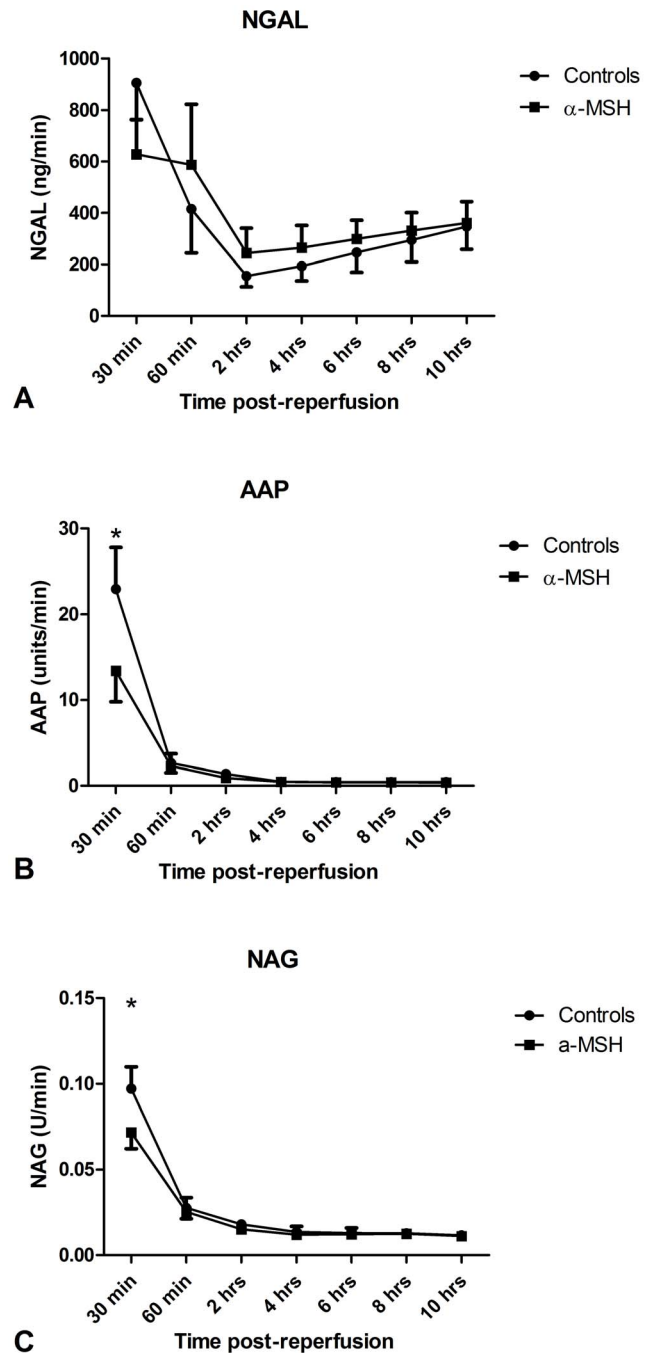 NGAL
1000
800
600
400
200
0
NGAL (ng/min)
Controls
α-MSH
30 min
60 min
2 hrs
4 hrs
6 hrs
8 hrs
10 hrs
Time post-reperfusion
A
AAP
30
20
10
0
AAP (units/min)
*
Controls
α-MSH
30 min
60 min
2 hrs
4 hrs
6 hrs
8 hrs
10 hrs
Time post-reperfusion
B
NAG
0.15
0.10
0.05
0.00
NAG (U/min)
*
Controls
a-MSH
30 min
60 min
2 hrs
4 hrs
6 hrs
8 hrs
10 hrs
Time post-reperfusion
C